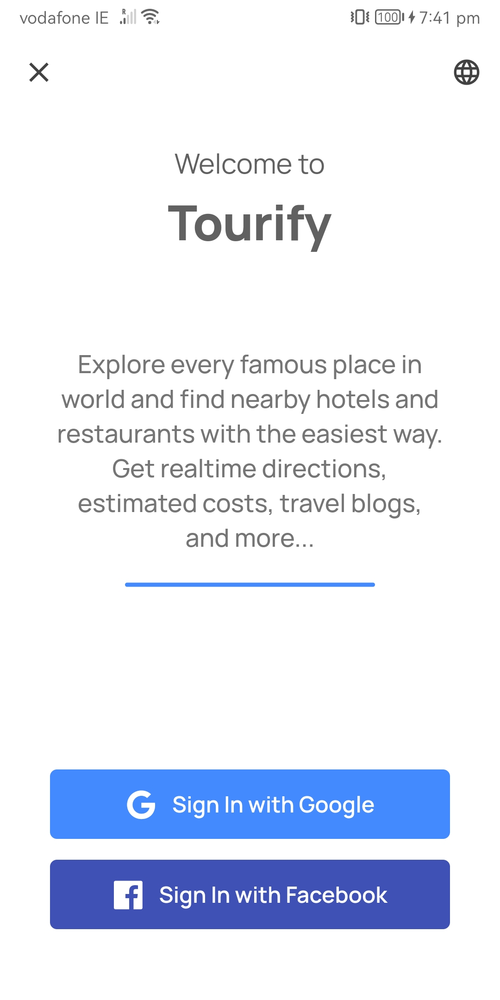 vodafone IE R 100 7:41 pm
Welcome to
Tourify
Explore every famous place in
world and find nearby hotels and
restaurants with the easiest way.
Get realtime directions,
estimated costs, travel blogs,
and more...
Sign In with Google
Sign In with Facebook